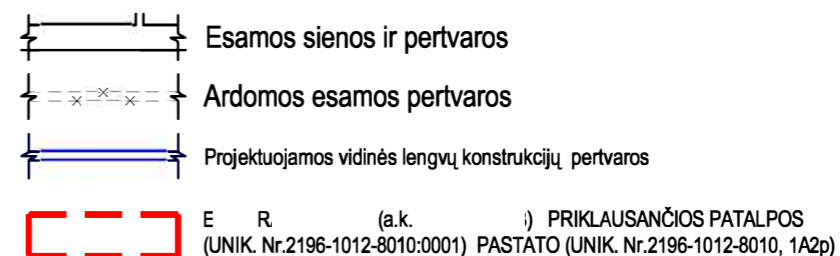 Esamos sienos ir pertvaros
Ardomos esamos pertvaros
Projektuojamos vidinės lengvų konstrukcijų pertvaros
E R. (a.k. ) PRIKLAUSANČIOS PATALPOS
(UNIK. Nr.2196-1012-8010:0001) PASTATO (UNIK. Nr.2196-1012-8010, 1A2p)